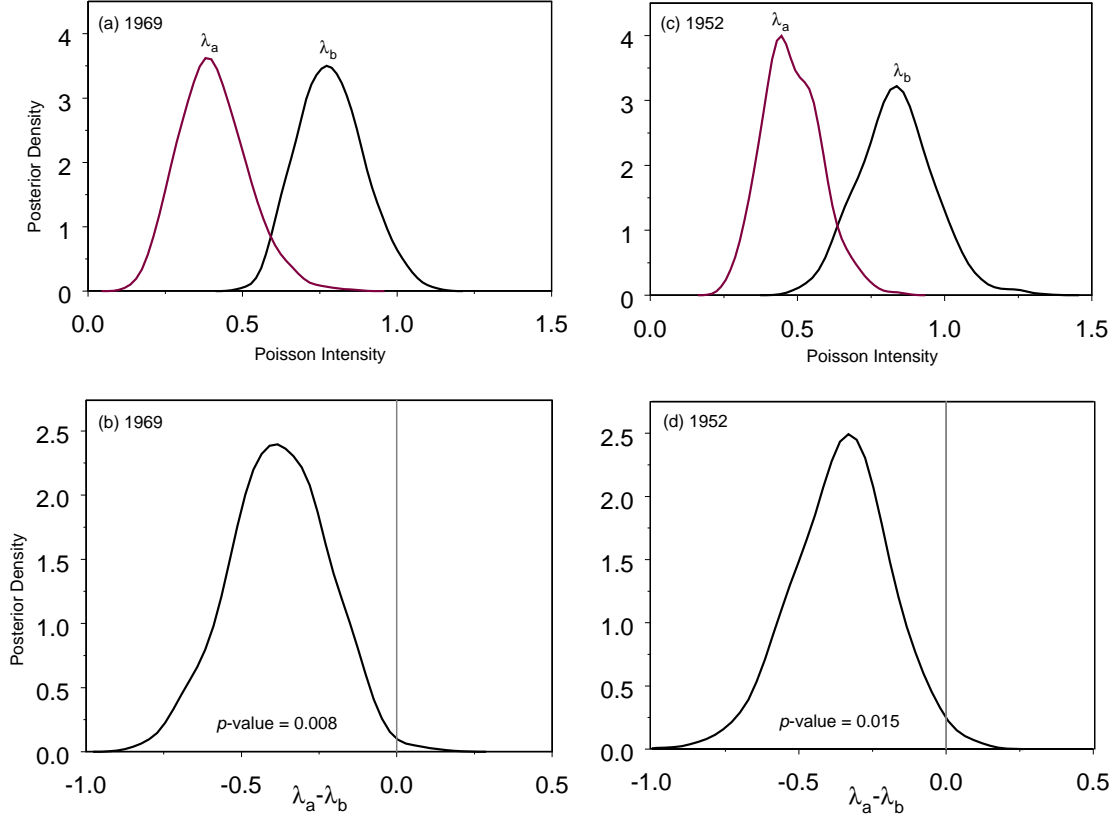 (a) 1969
λa
λb
4
3
2
1
0
Posterior Density
0.0
0.5
1.0
1.5
Poisson Intensity
(c) 1952
λa
λb
4
3
2
1
0
0.0
0.5
1.0
1.5
Poisson Intensity
(b) 1969
2.5
2.0
1.5
1.0
0.5
0.0
Posterior Density
p-value = 0.008
-1.0
-0.5
0.0
0.5
λa-λb
(d) 1952
2.5
2.0
1.5
1.0
0.5
0.0
p-value = 0.015
-1.0
-0.5
0.0
0.5
λa-λb